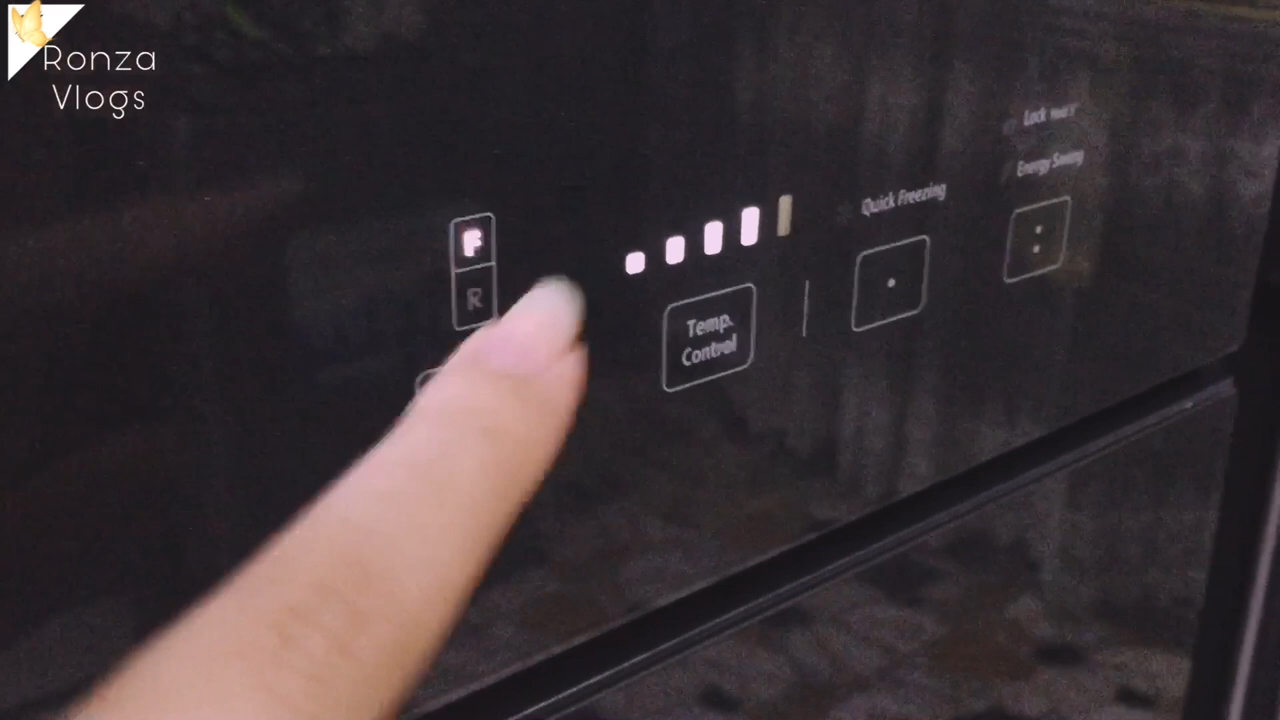 Ronza
Vlogs
F
R
Temp.
Control
Quick Freezing
Lock
Energy Saving